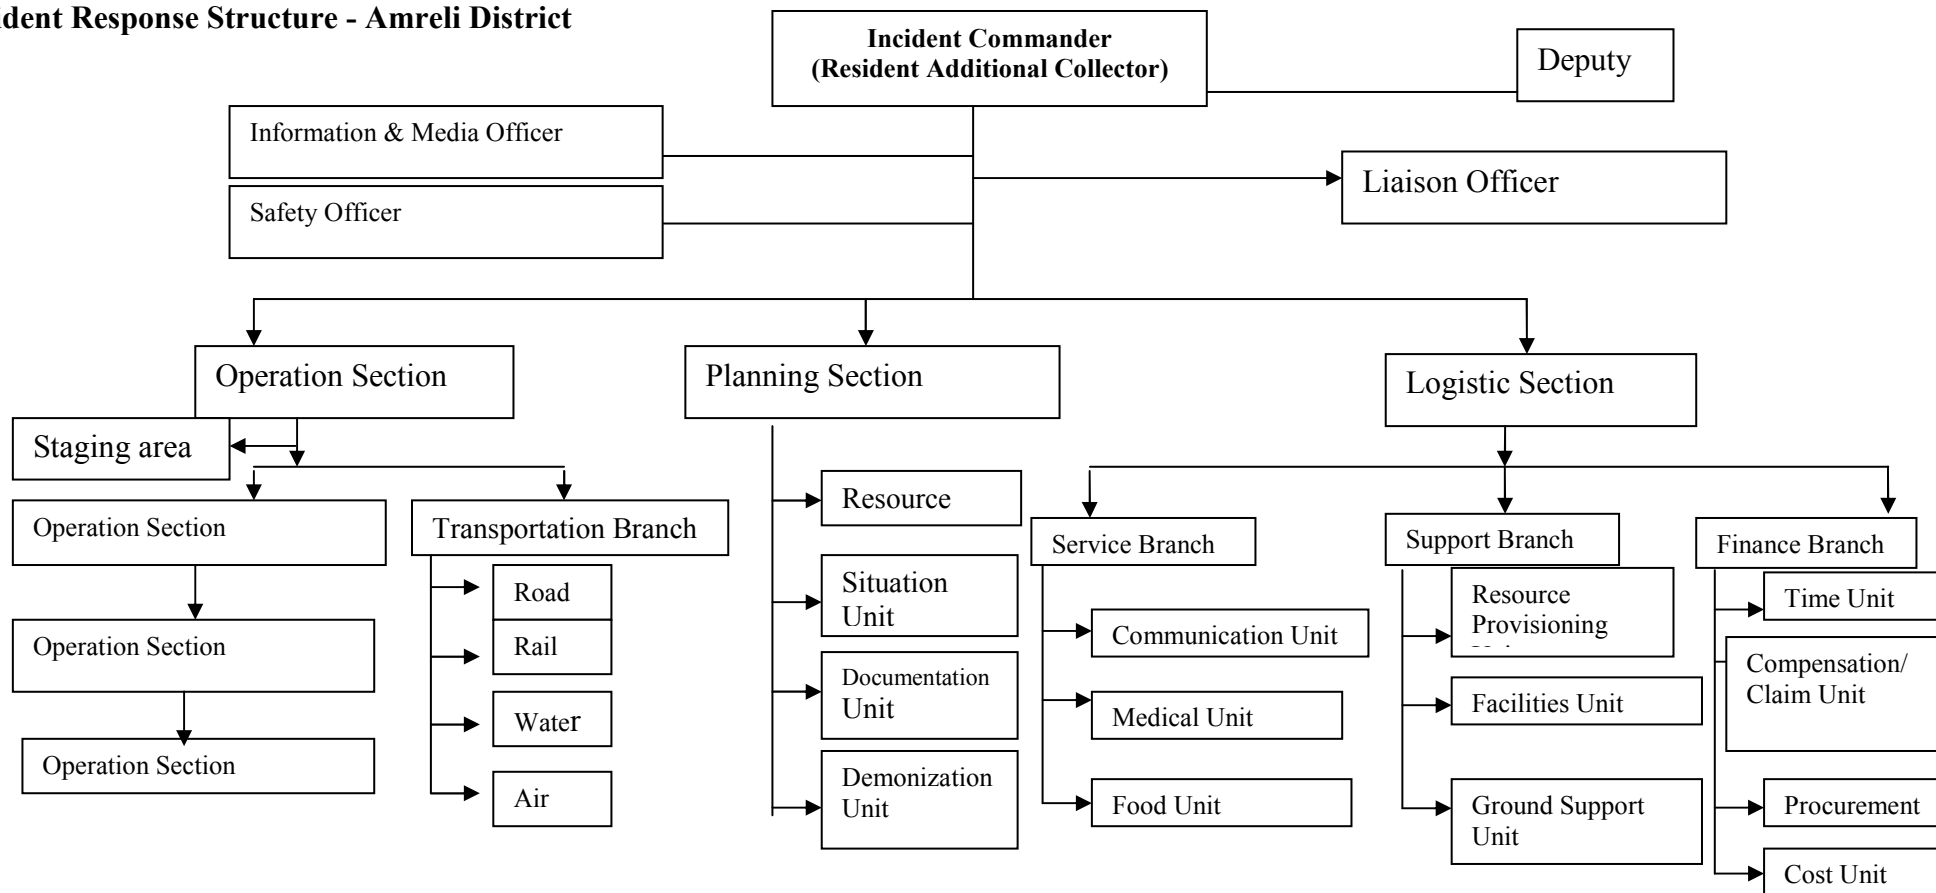 ident Response Structure - Amreli District
Incident Commander
(Resident Additional Collector)
Deputy
Information & Media Officer
Liaison Officer
Safety Officer
Operation Section
Planning Section
Logistic Section
Staging area
Operation Section
Transportation Branch
Road
Rail
Water
Air
Operation Section
Operation Section
Resource
Situation
Unit
Documentation
Unit
Demonization
Unit
Service Branch
Communication Unit
Medical Unit
Food Unit
Support Branch
Resource
Provisioning
Facilities Unit
Ground Support
Unit
Finance Branch
Time Unit
Compensation/
Claim Unit
Procurement
Cost Unit